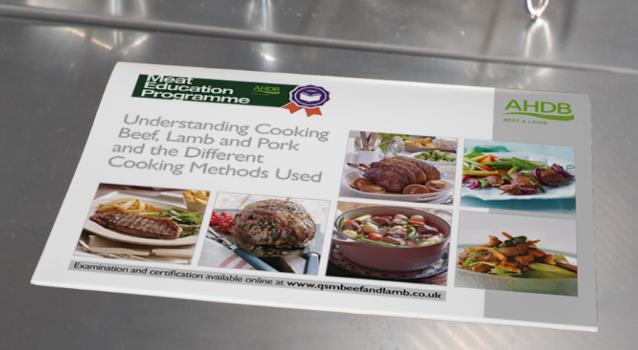 Meat
Education
Programme
AHDB
AHDB
BEEF & LAMB
Understanding Cooking
Beef, Lamb and Pork
and the Different
Cooking Methods Used
Examination and certification available online at www.qsmbeefandlamb.co.uk